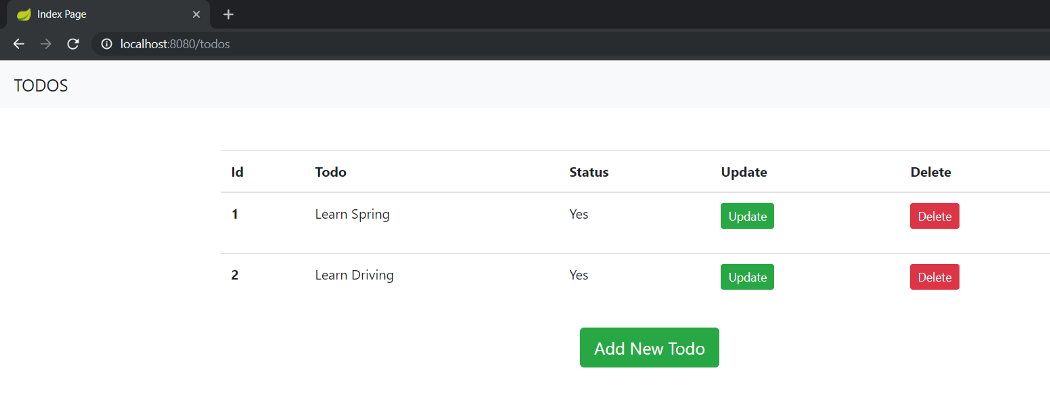 Index Page
localhost:8080/todos
TODOS
Id Todo Status Update Delete
1 Learn Spring Yes Update Delete
2 Learn Driving Yes Update Delete
Add New Todo